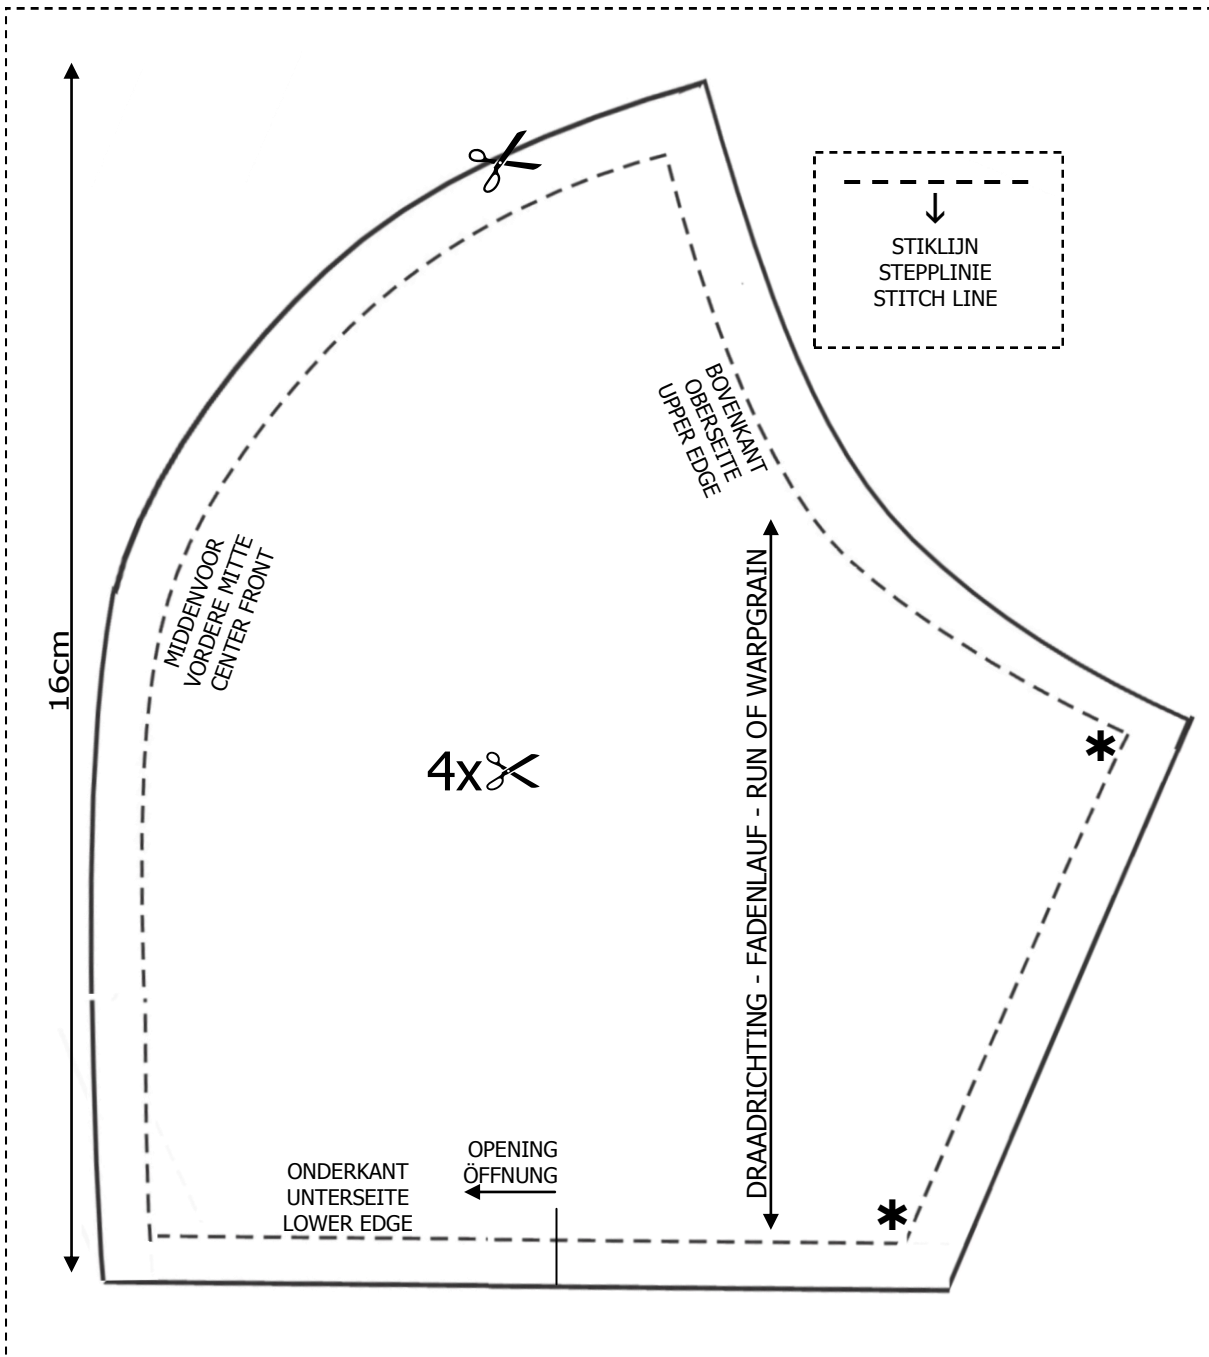 STIKLIJN
STEPPLINIE
STITCH LINE
BOVENKANT
OBERSEITE
UPPER EDGE
MIDDENVOOR
VORDERE MITTE
CENTER FRONT
16cm
4x
DRAADRICHTING - FADENLAUF - RUN OF WARPGRAIN
*
OPENING
ÖFFNUNG
ONDERKANT
UNTERSEITE
LOWER EDGE
*